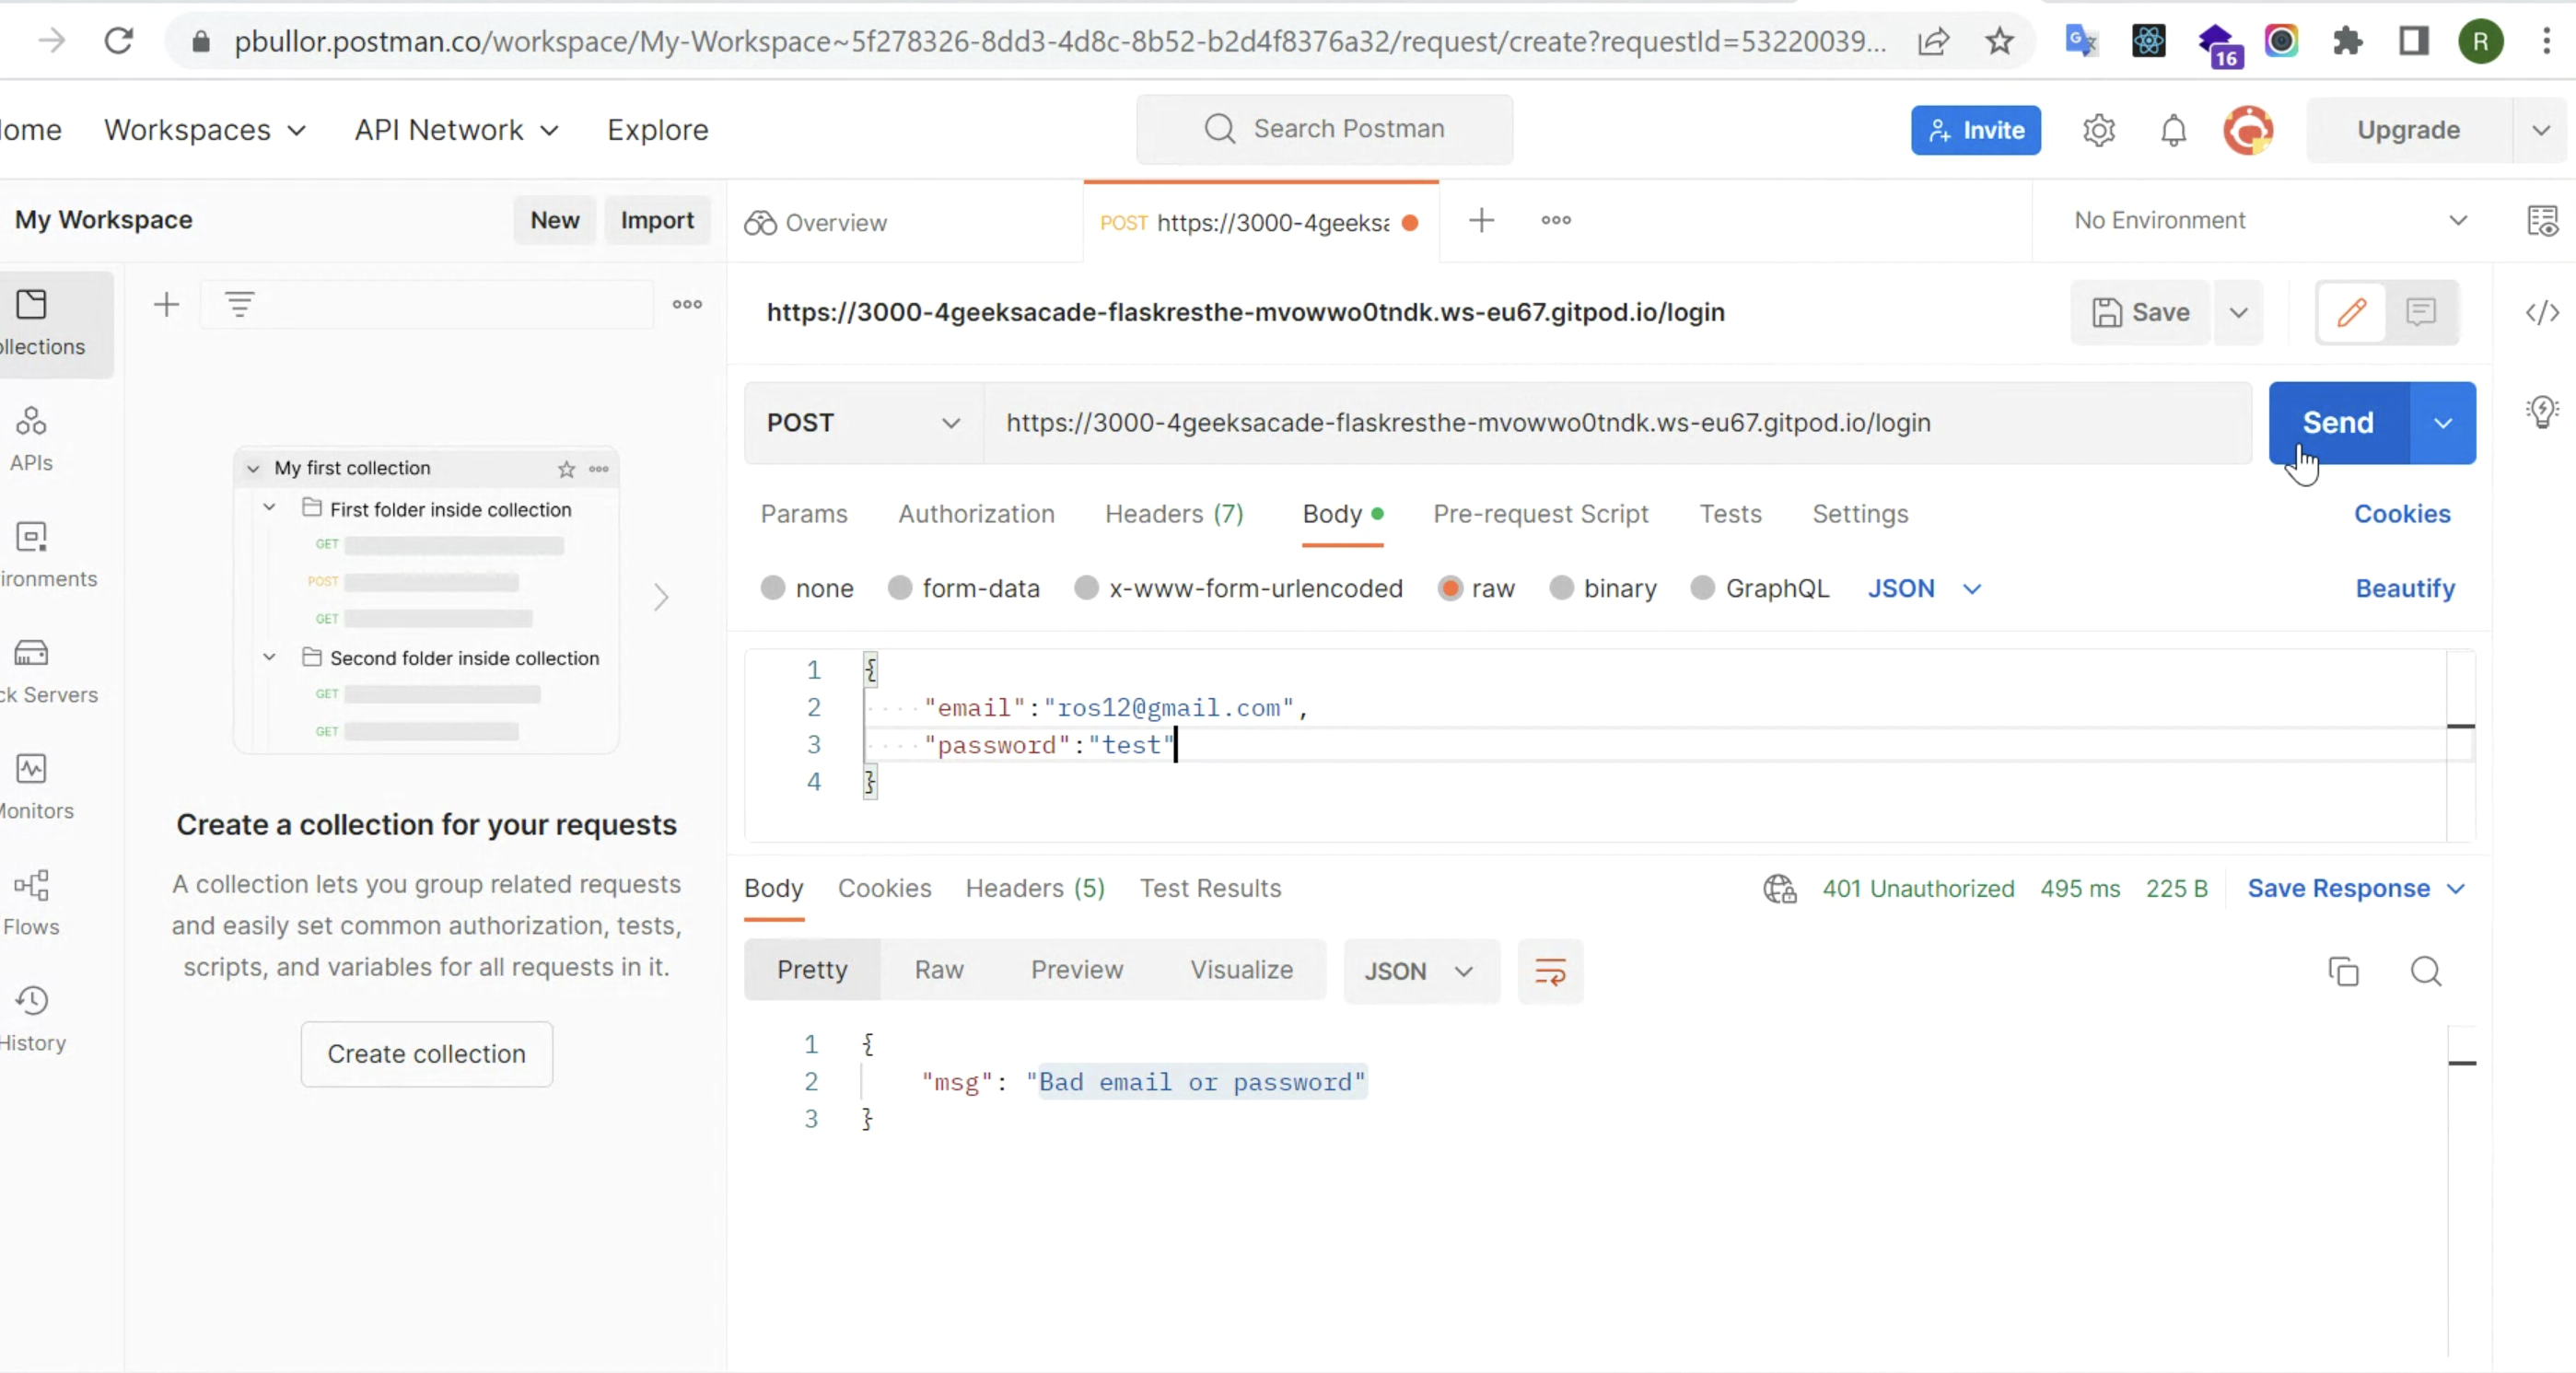 pbullor.postman.co/workspace/My-Workspace~5f278326-8dd3-4d8c-8b52-b2d4f8376a32/request/create?requestId=53220039...
16
R
ome Workspaces API Network Explore
Search Postman
Invite
Upgrade
My Workspace
New Import
Overview
POST https://3000-4geeksa
No Environment
ollections
APIs
ironments
ck Servers
Monitors
Flows
History
My first collection
First folder inside collection
GET
POST
GET
Second folder inside collection
GET
GET
Create a collection for your requests
A collection lets you group related requests
and easily set common authorization, tests,
scripts, and variables for all requests in it.
Create collection
https://3000-4geeksacade-flaskresthe-mvowwo0tndk.ws-eu67.gitpod.io/login
Save
POST https://3000-4geeksacade-flaskresthe-mvowwo0tndk.ws-eu67.gitpod.io/login
Send
Params Authorization Headers (7) Body Pre-request Script Tests Settings Cookies
none form-data x-www-form-urlencoded raw binary GraphQL JSON Beautify
1 {
2 "email":"ros12@gmail.com",
3 "password":"test"
4 }
Body Cookies Headers (5) Test Results 401 Unauthorized 495 ms 225 B Save Response
Pretty Raw Preview Visualize JSON
1 {
2 "msg": "Bad email or password"
3 }